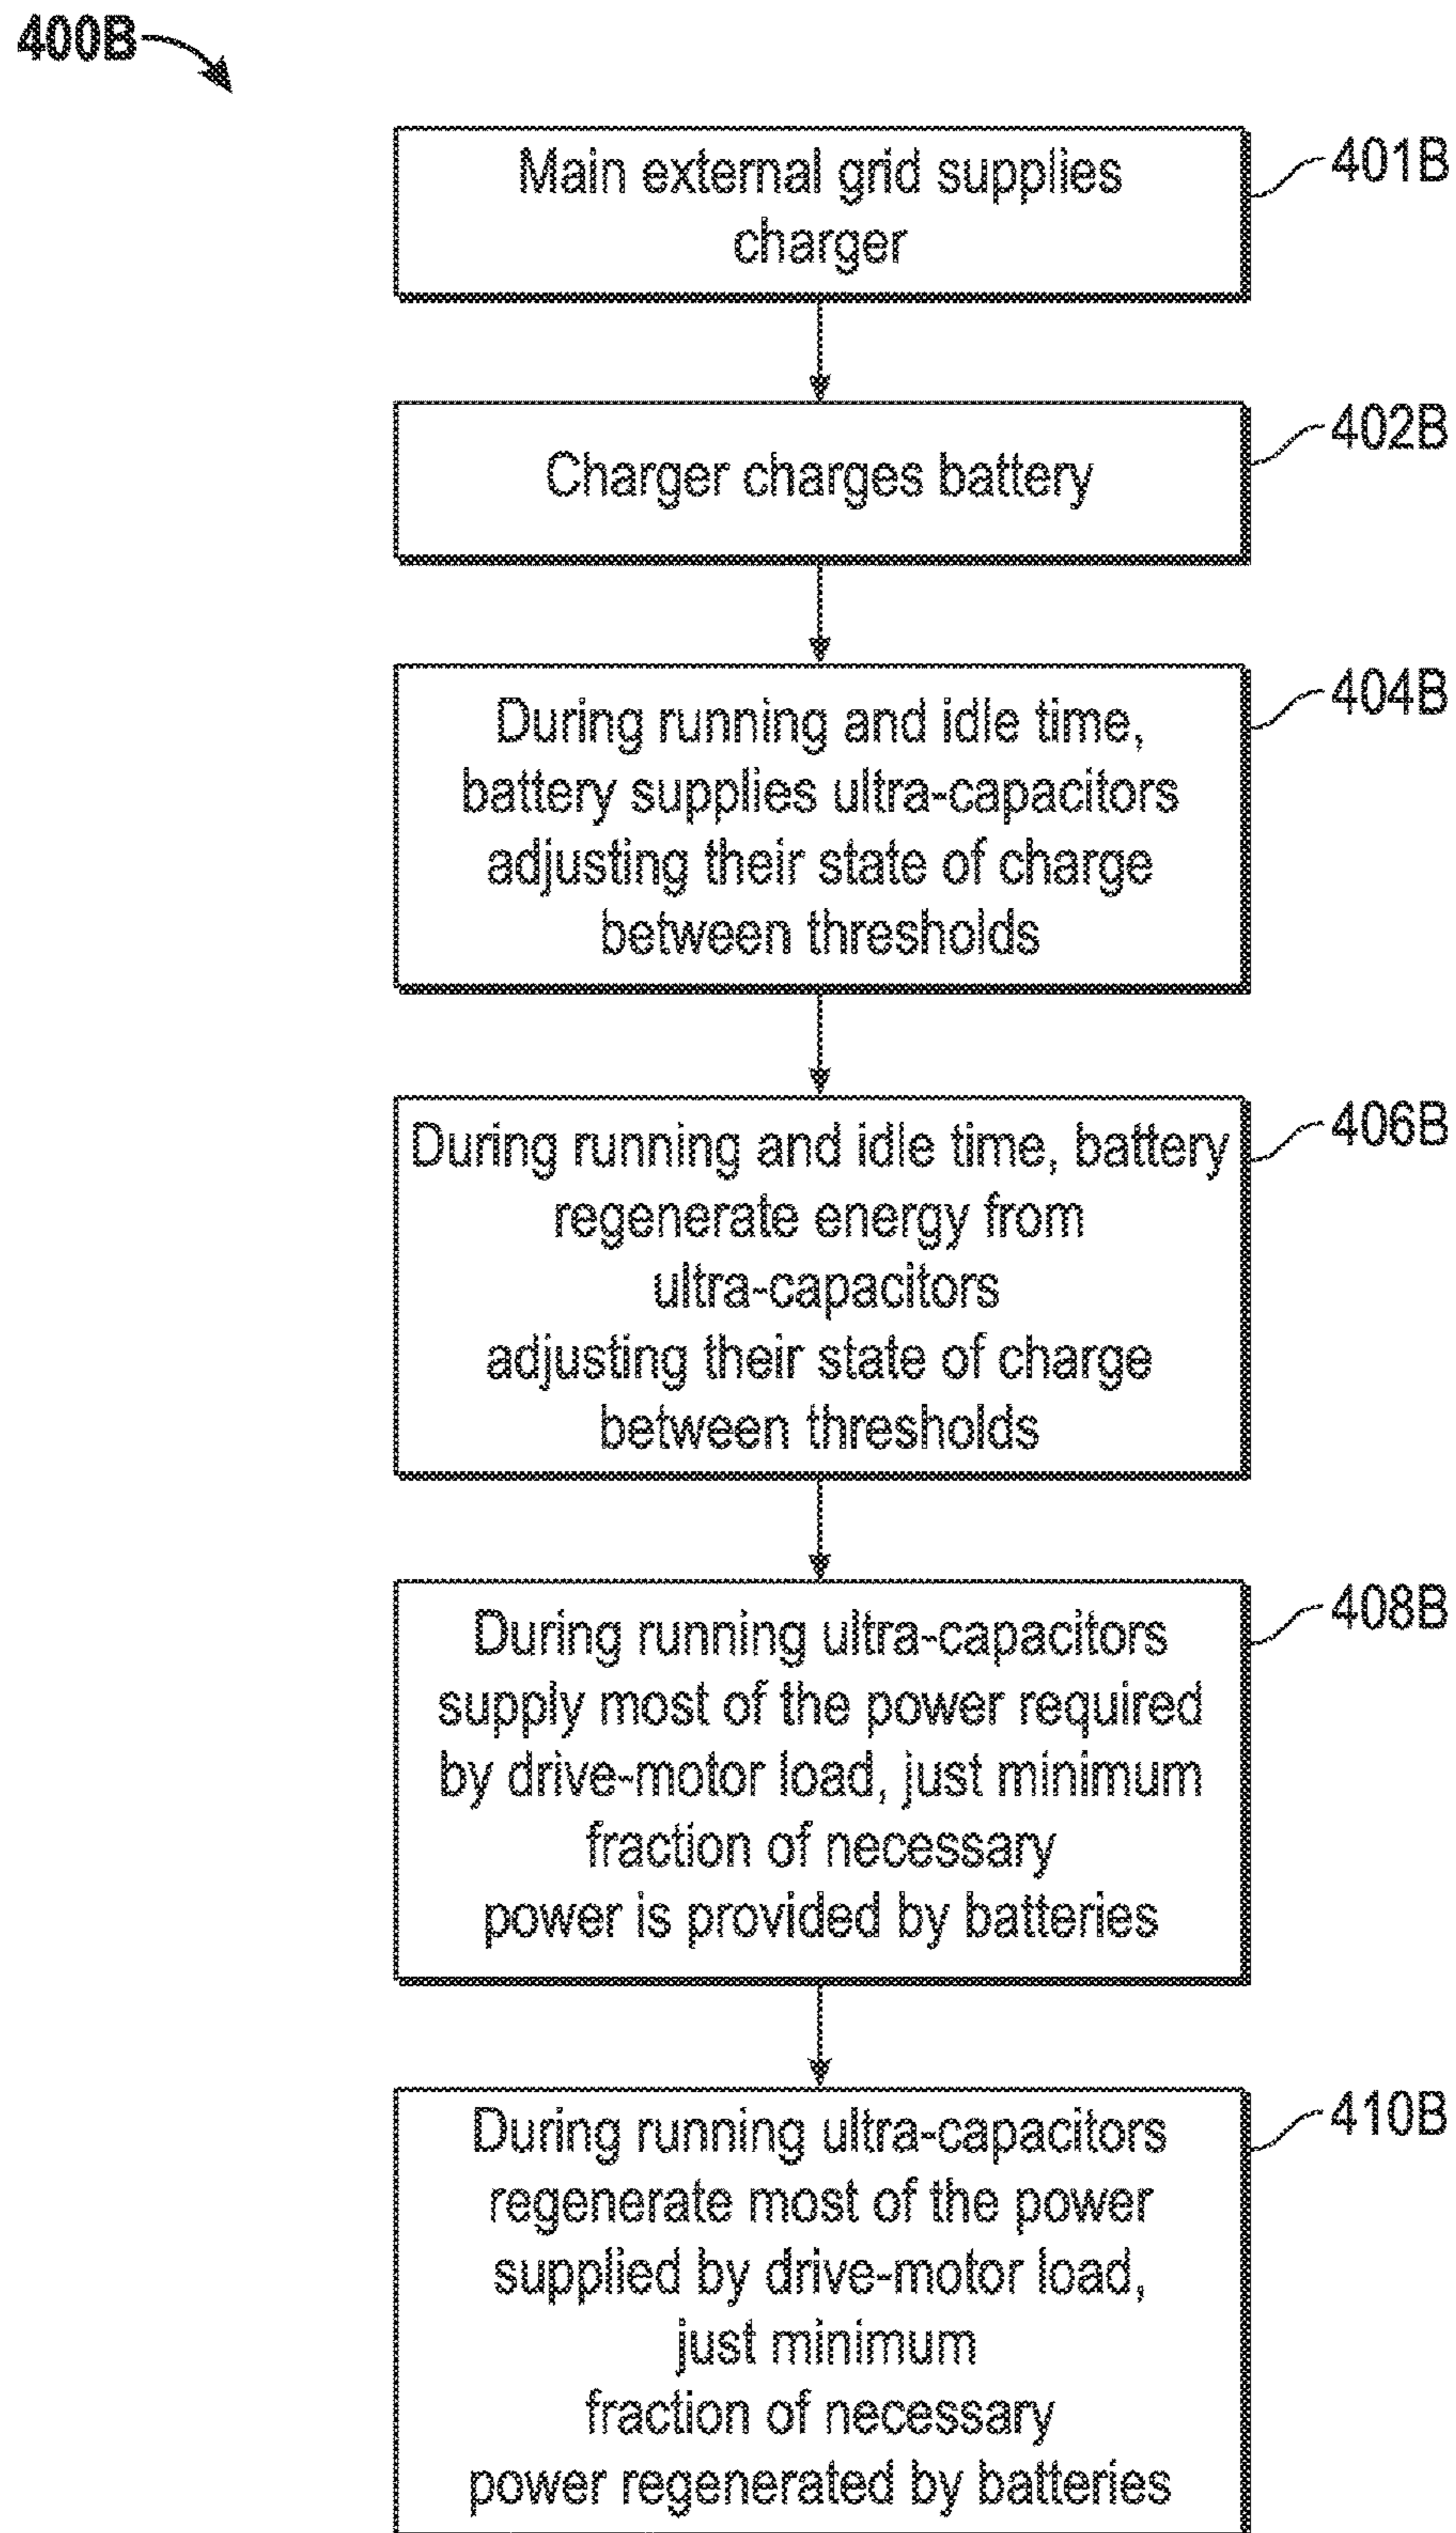 400B
Main external grid supplies
charger
401B
Charger charges battery
402B
During running and idle time,
battery supplies ultra-capacitors
adjusting their state of charge
between thresholds
404B
During running and idle time, battery
regenerate energy from
ultra-capacitors
adjusting their state of charge
between thresholds
406B
During running ultra-capacitors
supply most of the power required
by drive-motor load, just minimum
fraction of necessary
power is provided by batteries
408B
During running ultra-capacitors
regenerate most of the power
supplied by drive-motor load,
just minimum
fraction of necessary
power regenerated by batteries
410B